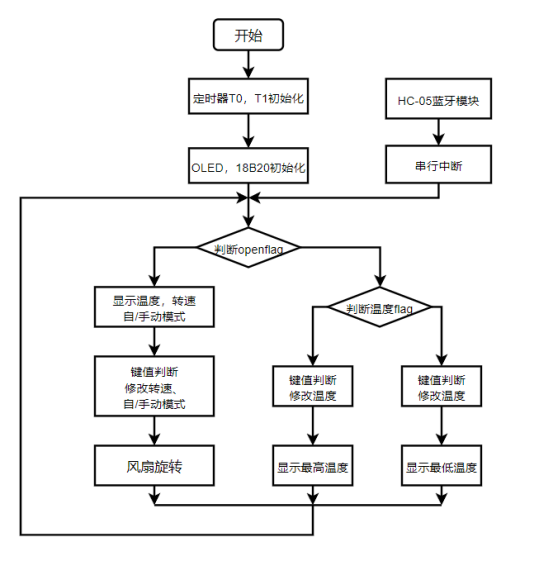 开始
定时器T0，T1初始化
HC-05蓝牙模块
OLED，18B20初始化
串行中断
判断openflag
显示温度，转速
自/手动模式
判断温度flag
键值判断
修改转速、
自/手动模式
键值判断
修改温度
键值判断
修改温度
风扇旋转
显示最高温度
显示最低温度